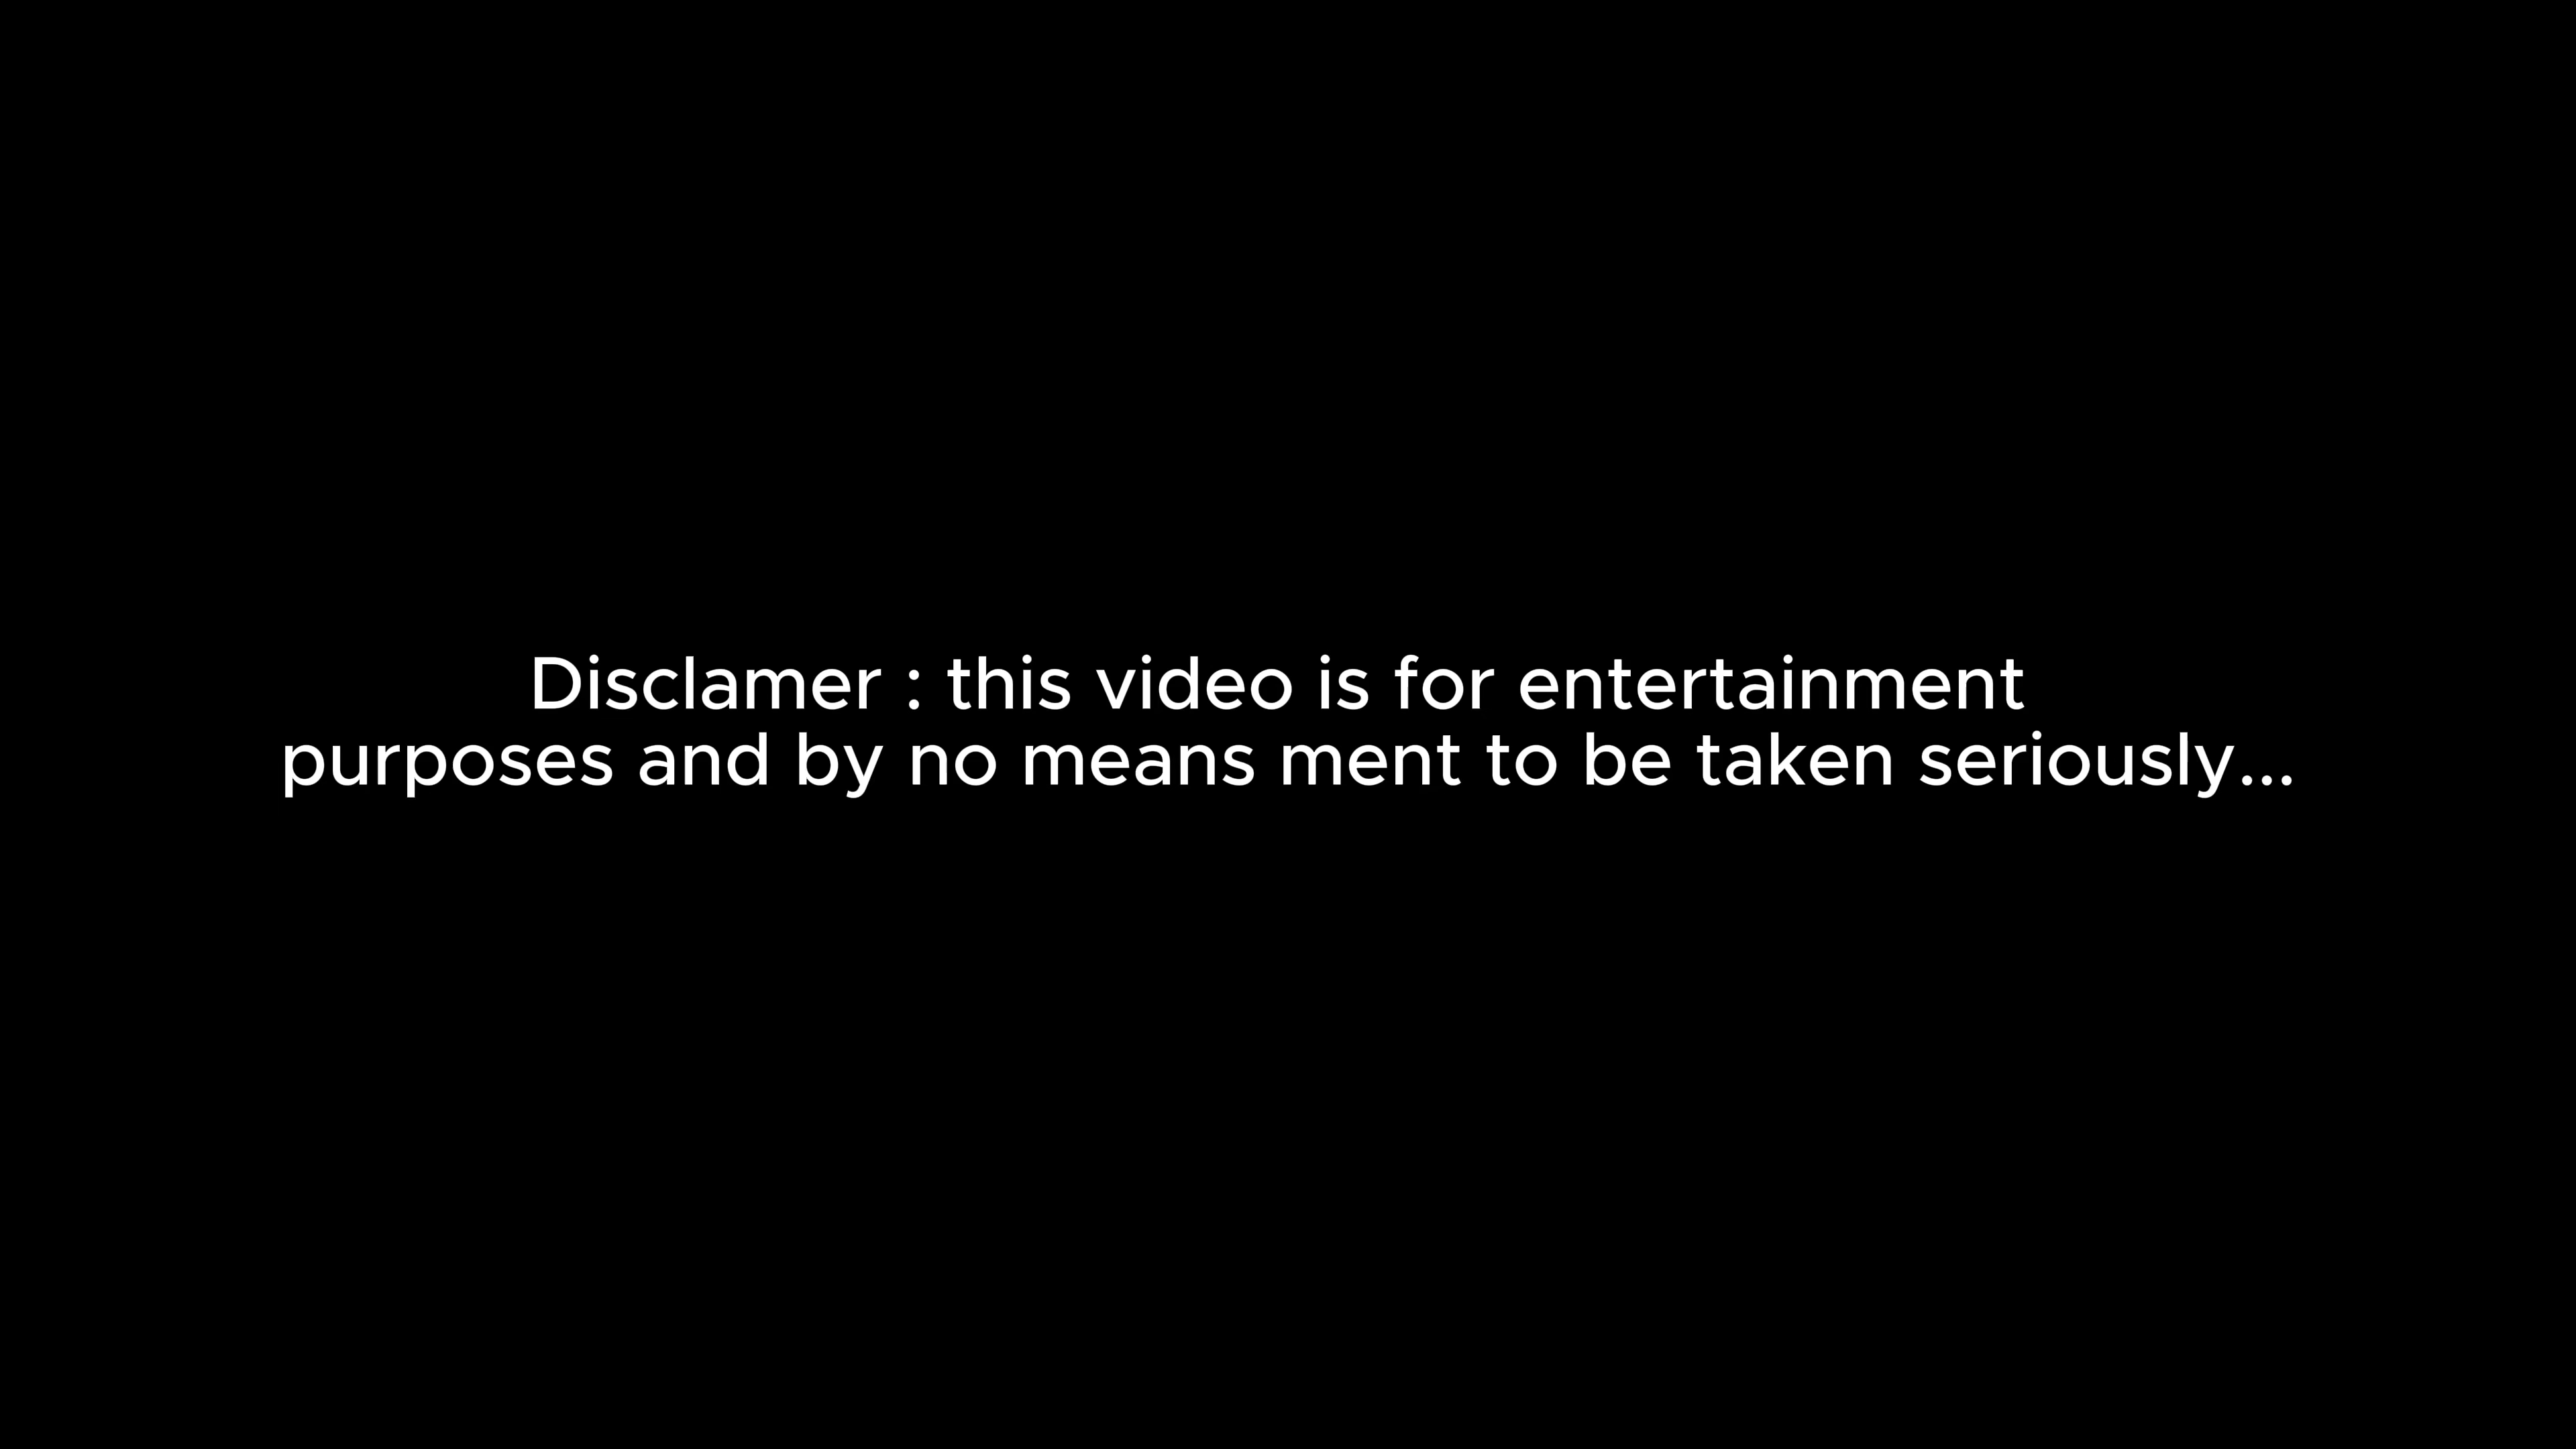 Disclamer : this video is for entertainment
purposes and by no means ment to be taken seriously...